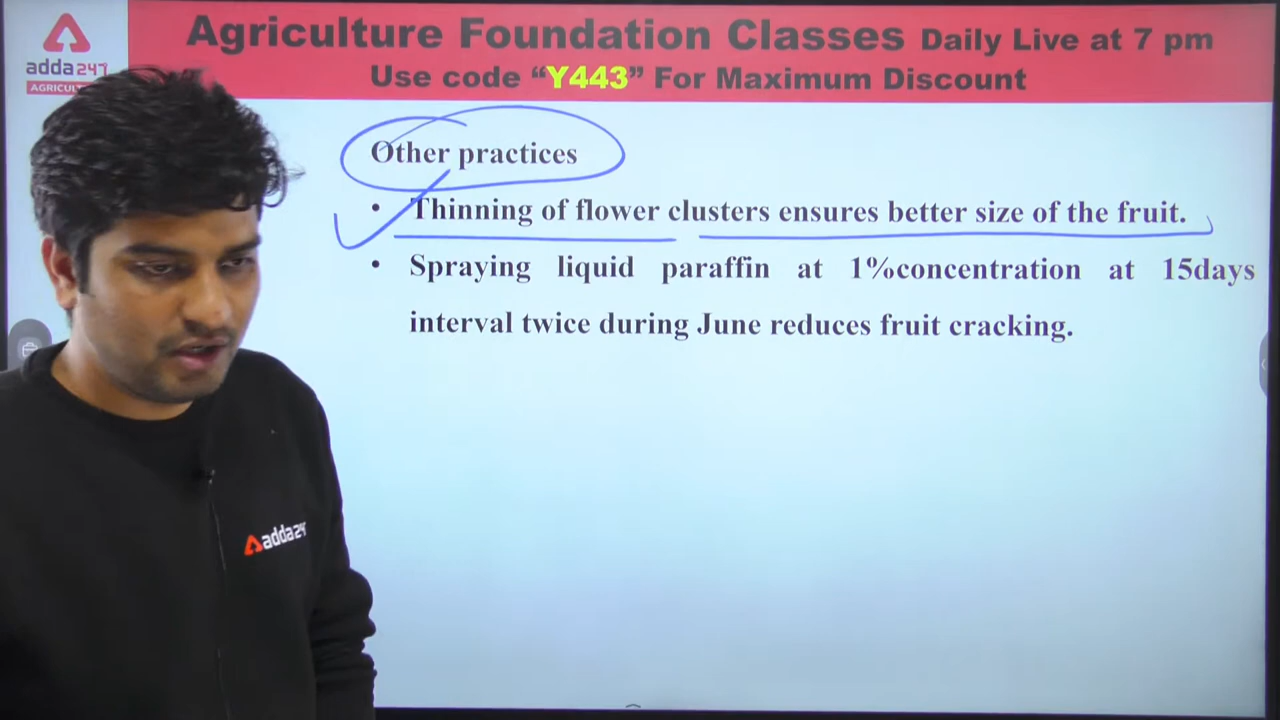 Agriculture Foundation Classes Daily Live at 7 pm
Use code “Y443” For Maximum Discount
adda247
Other practices
• Thinning of flower clusters ensures better size of the fruit.
• Spraying liquid paraffin at 1%concentration at 15days
interval twice during June reduces fruit cracking.
adda24